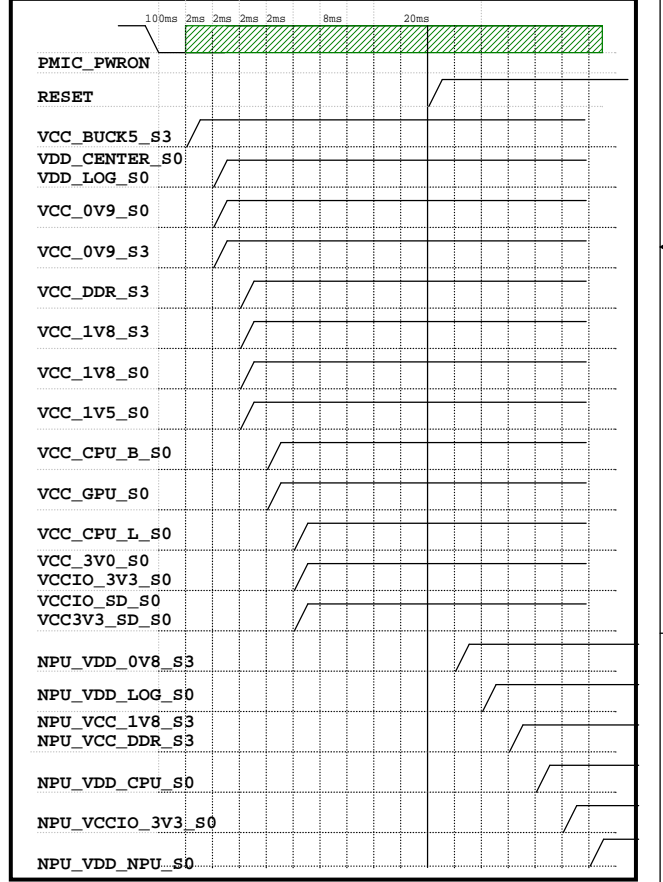 100ms 2ms 2ms 2ms 2ms 8ms 20ms
PMIC_PWRON
RESET
VCC_BUCK5_S3
VDD_CENTER_S0
VDD_LOG_S0
VCC_0V9_S0
VCC_0V9_S3
VCC_DDR_S3
VCC_1V8_S3
VCC_1V8_S0
VCC_1V5_S0
VCC_CPU_B_S0
VCC_GPU_S0
VCC_CPU_L_S0
VCC_3V0_S0
VCCIO_3V3_S0
VCCIO_SD_S0
VCC3V3_SD_S0
NPU_VDD_0V8_S3
NPU_VDD_LOG_S0
NPU_VCC_1V8_S3
NPU_VCC_DDR_S3
NPU_VDD_CPU_S0
NPU_VCCIO_3V3_S0
NPU_VDD_NPU_S0